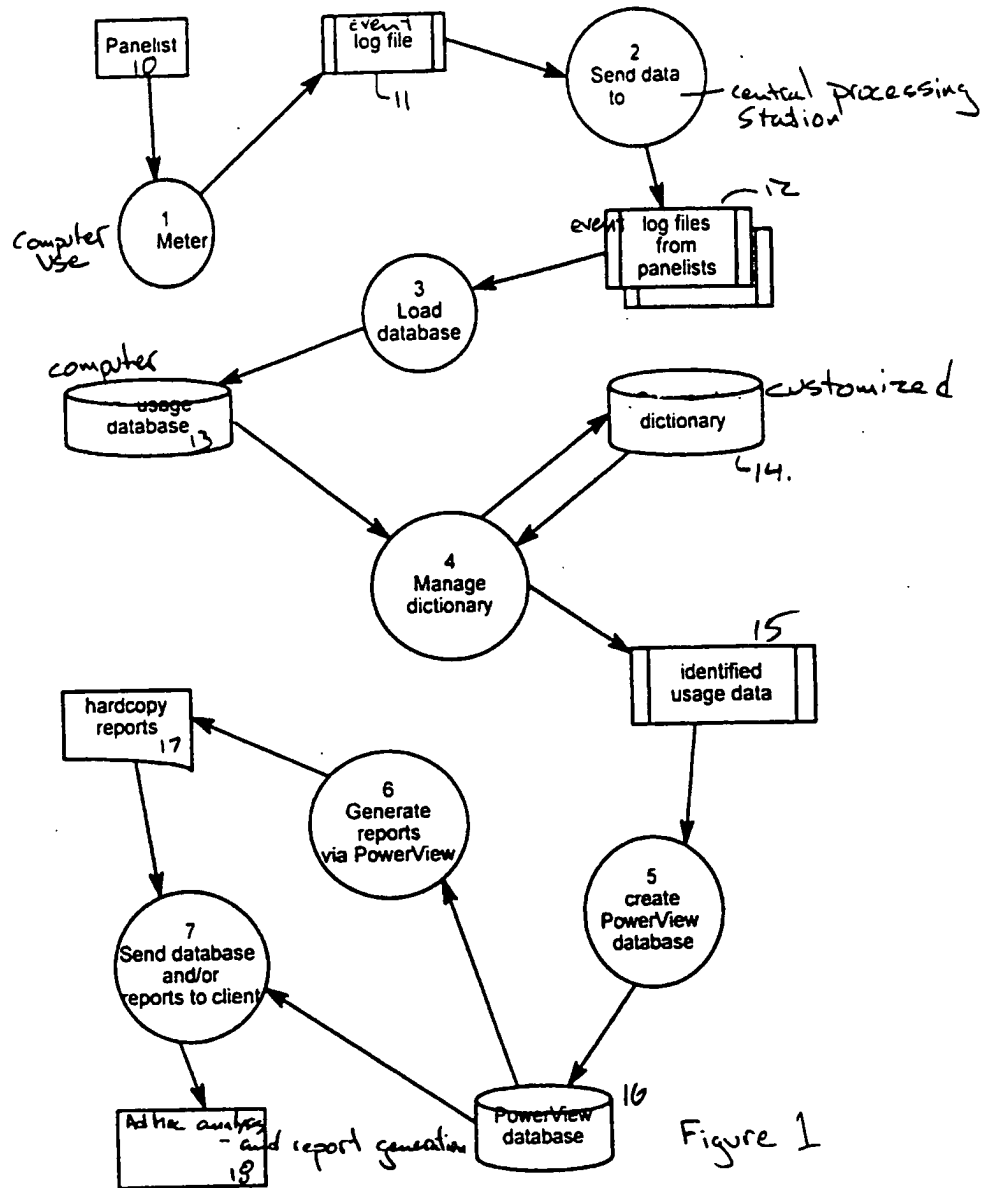 Panelist
10
event
log file
11
2
Send data
to
central processing
Station
1
Meter
Computer
Use
12
event log files
from
panelists
3
Load
database
computer
usage
database
13
customized
dictionary
14.
4
Manage
dictionary
15
identified
usage data
hardcopy
reports
17
6
Generate
reports
via PowerView
5
create
PowerView
database
7
Send database
and/or
reports to client
PowerView
database
16
Ad Hoc analysis
- and report generation
18
Figure 1